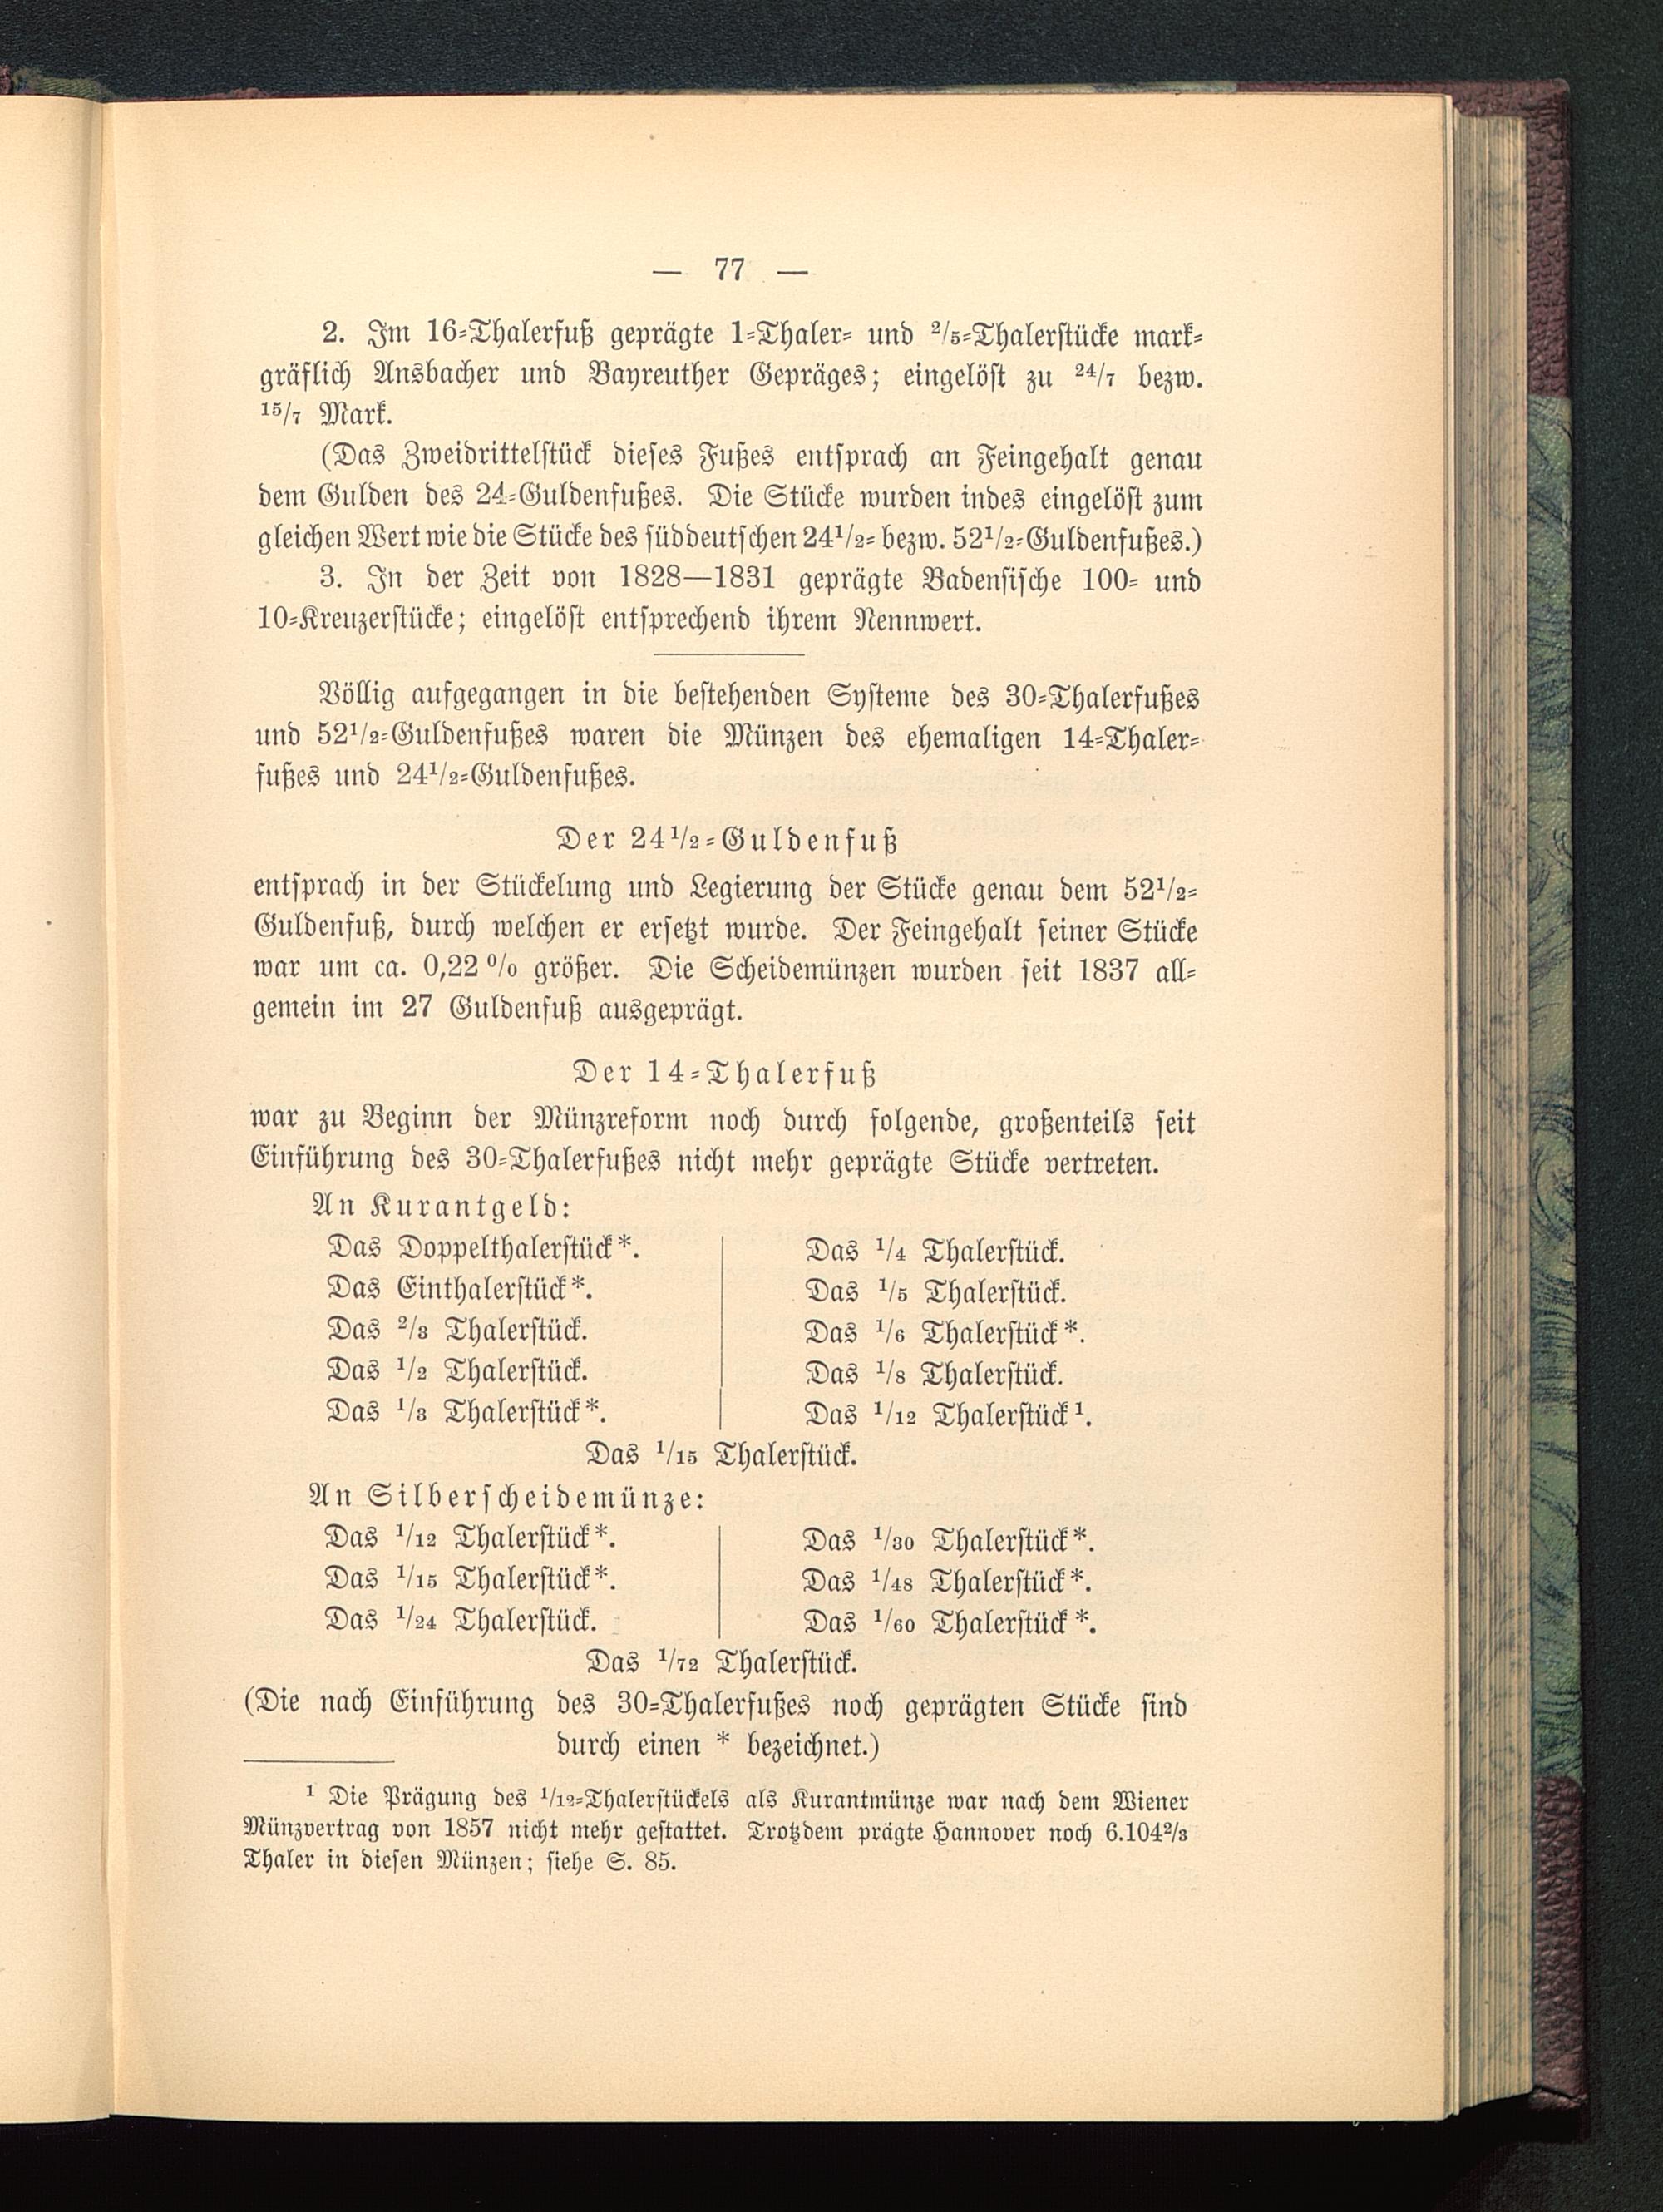 — 77 —
2. Im 16-Thalerfuß geprägte 1-Thaler- und 2/5-Thalerstücke mark-
gräflich Ansbacher und Bayreuther Gepräges; eingelöst zu 24/7 bezw.
15/7 Mark.
(Das Zweidrittelstück dieses Fußes entsprach an Feingehalt genau
dem Gulden des 24-Guldenfußes. Die Stücke wurden indes eingelöst zum
gleichen Wert wie die Stücke des süddeutschen 24 1/2- bezw. 52 1/2-Guldenfußes.)
3. In der Zeit von 1828—1831 geprägte Badensische 100- und
10-Kreuzerstücke; eingelöst entsprechend ihrem Nennwert.
Völlig aufgegangen in die bestehenden Systeme des 30-Thalerfußes
und 52 1/2-Guldenfußes waren die Münzen des ehemaligen 14-Thaler-
fußes und 24 1/2-Guldenfußes.
Der 24 1/2-Guldenfuß
entsprach in der Stückelung und Legierung der Stücke genau dem 52 1/2-
Guldenfuß, durch welchen er ersetzt wurde. Der Feingehalt seiner Stücke
war um ca. 0,22 % größer. Die Scheidemünzen wurden seit 1837 all-
gemein im 27 Guldenfuß ausgeprägt.
Der 14-Thalerfuß
war zu Beginn der Münzreform noch durch folgende, großenteils seit
Einführung des 30-Thalerfußes nicht mehr geprägte Stücke vertreten.
An Kurantgeld:
Das Doppelthalerstück*.
Das Einthalerstück*.
Das 2/3 Thalerstück.
Das 1/2 Thalerstück.
Das 1/3 Thalerstück*.
Das 1/4 Thalerstück.
Das 1/5 Thalerstück.
Das 1/6 Thalerstück*.
Das 1/8 Thalerstück.
Das 1/12 Thalerstück¹.
Das 1/15 Thalerstück.
An Silberscheidemünze:
Das 1/12 Thalerstück*.
Das 1/15 Thalerstück*.
Das 1/24 Thalerstück.
Das 1/30 Thalerstück*.
Das 1/48 Thalerstück*.
Das 1/60 Thalerstück*.
Das 1/72 Thalerstück.
(Die nach Einführung des 30-Thalerfußes noch geprägten Stücke sind
durch einen * bezeichnet.)
¹ Die Prägung des 1/12-Thalerstückels als Kurantmünze war nach dem Wiener
Münzvertrag von 1857 nicht mehr gestattet. Trotzdem prägte Hannover noch 6.104 2/3
Thaler in diesen Münzen; siehe S. 85.